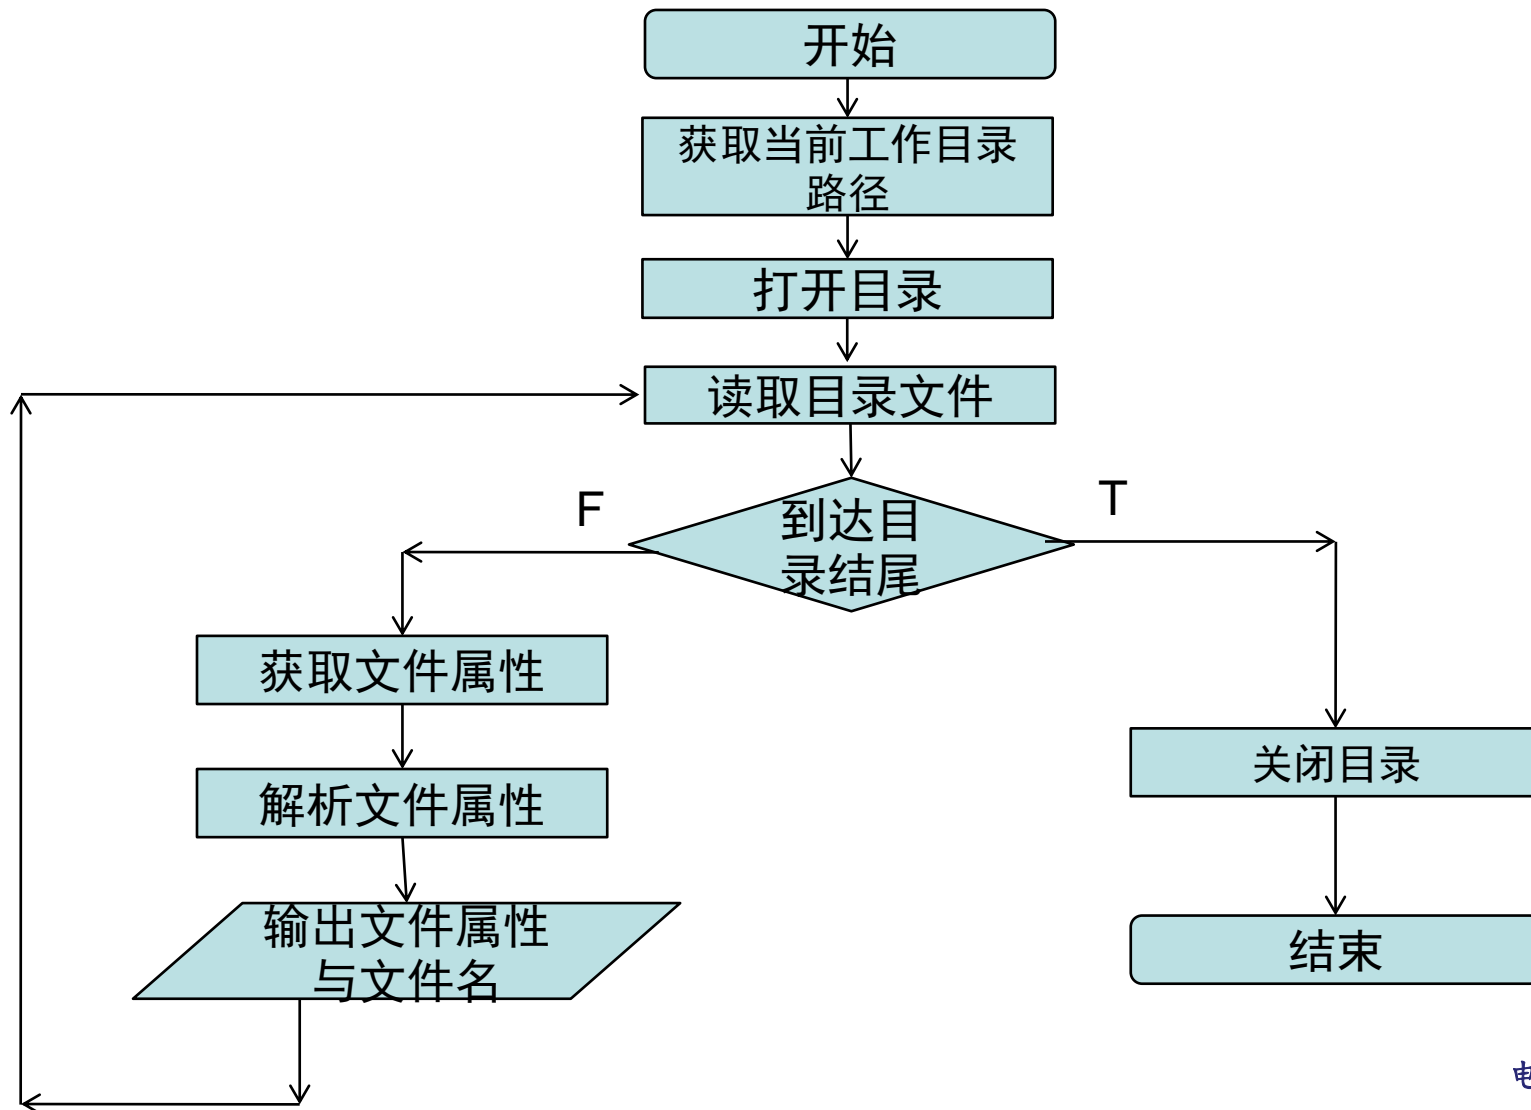 开始
获取当前工作目录
路径
打开目录
读取目录文件
到达目
录结尾
F
T
获取文件属性
解析文件属性
输出文件属性
与文件名
关闭目录
结束